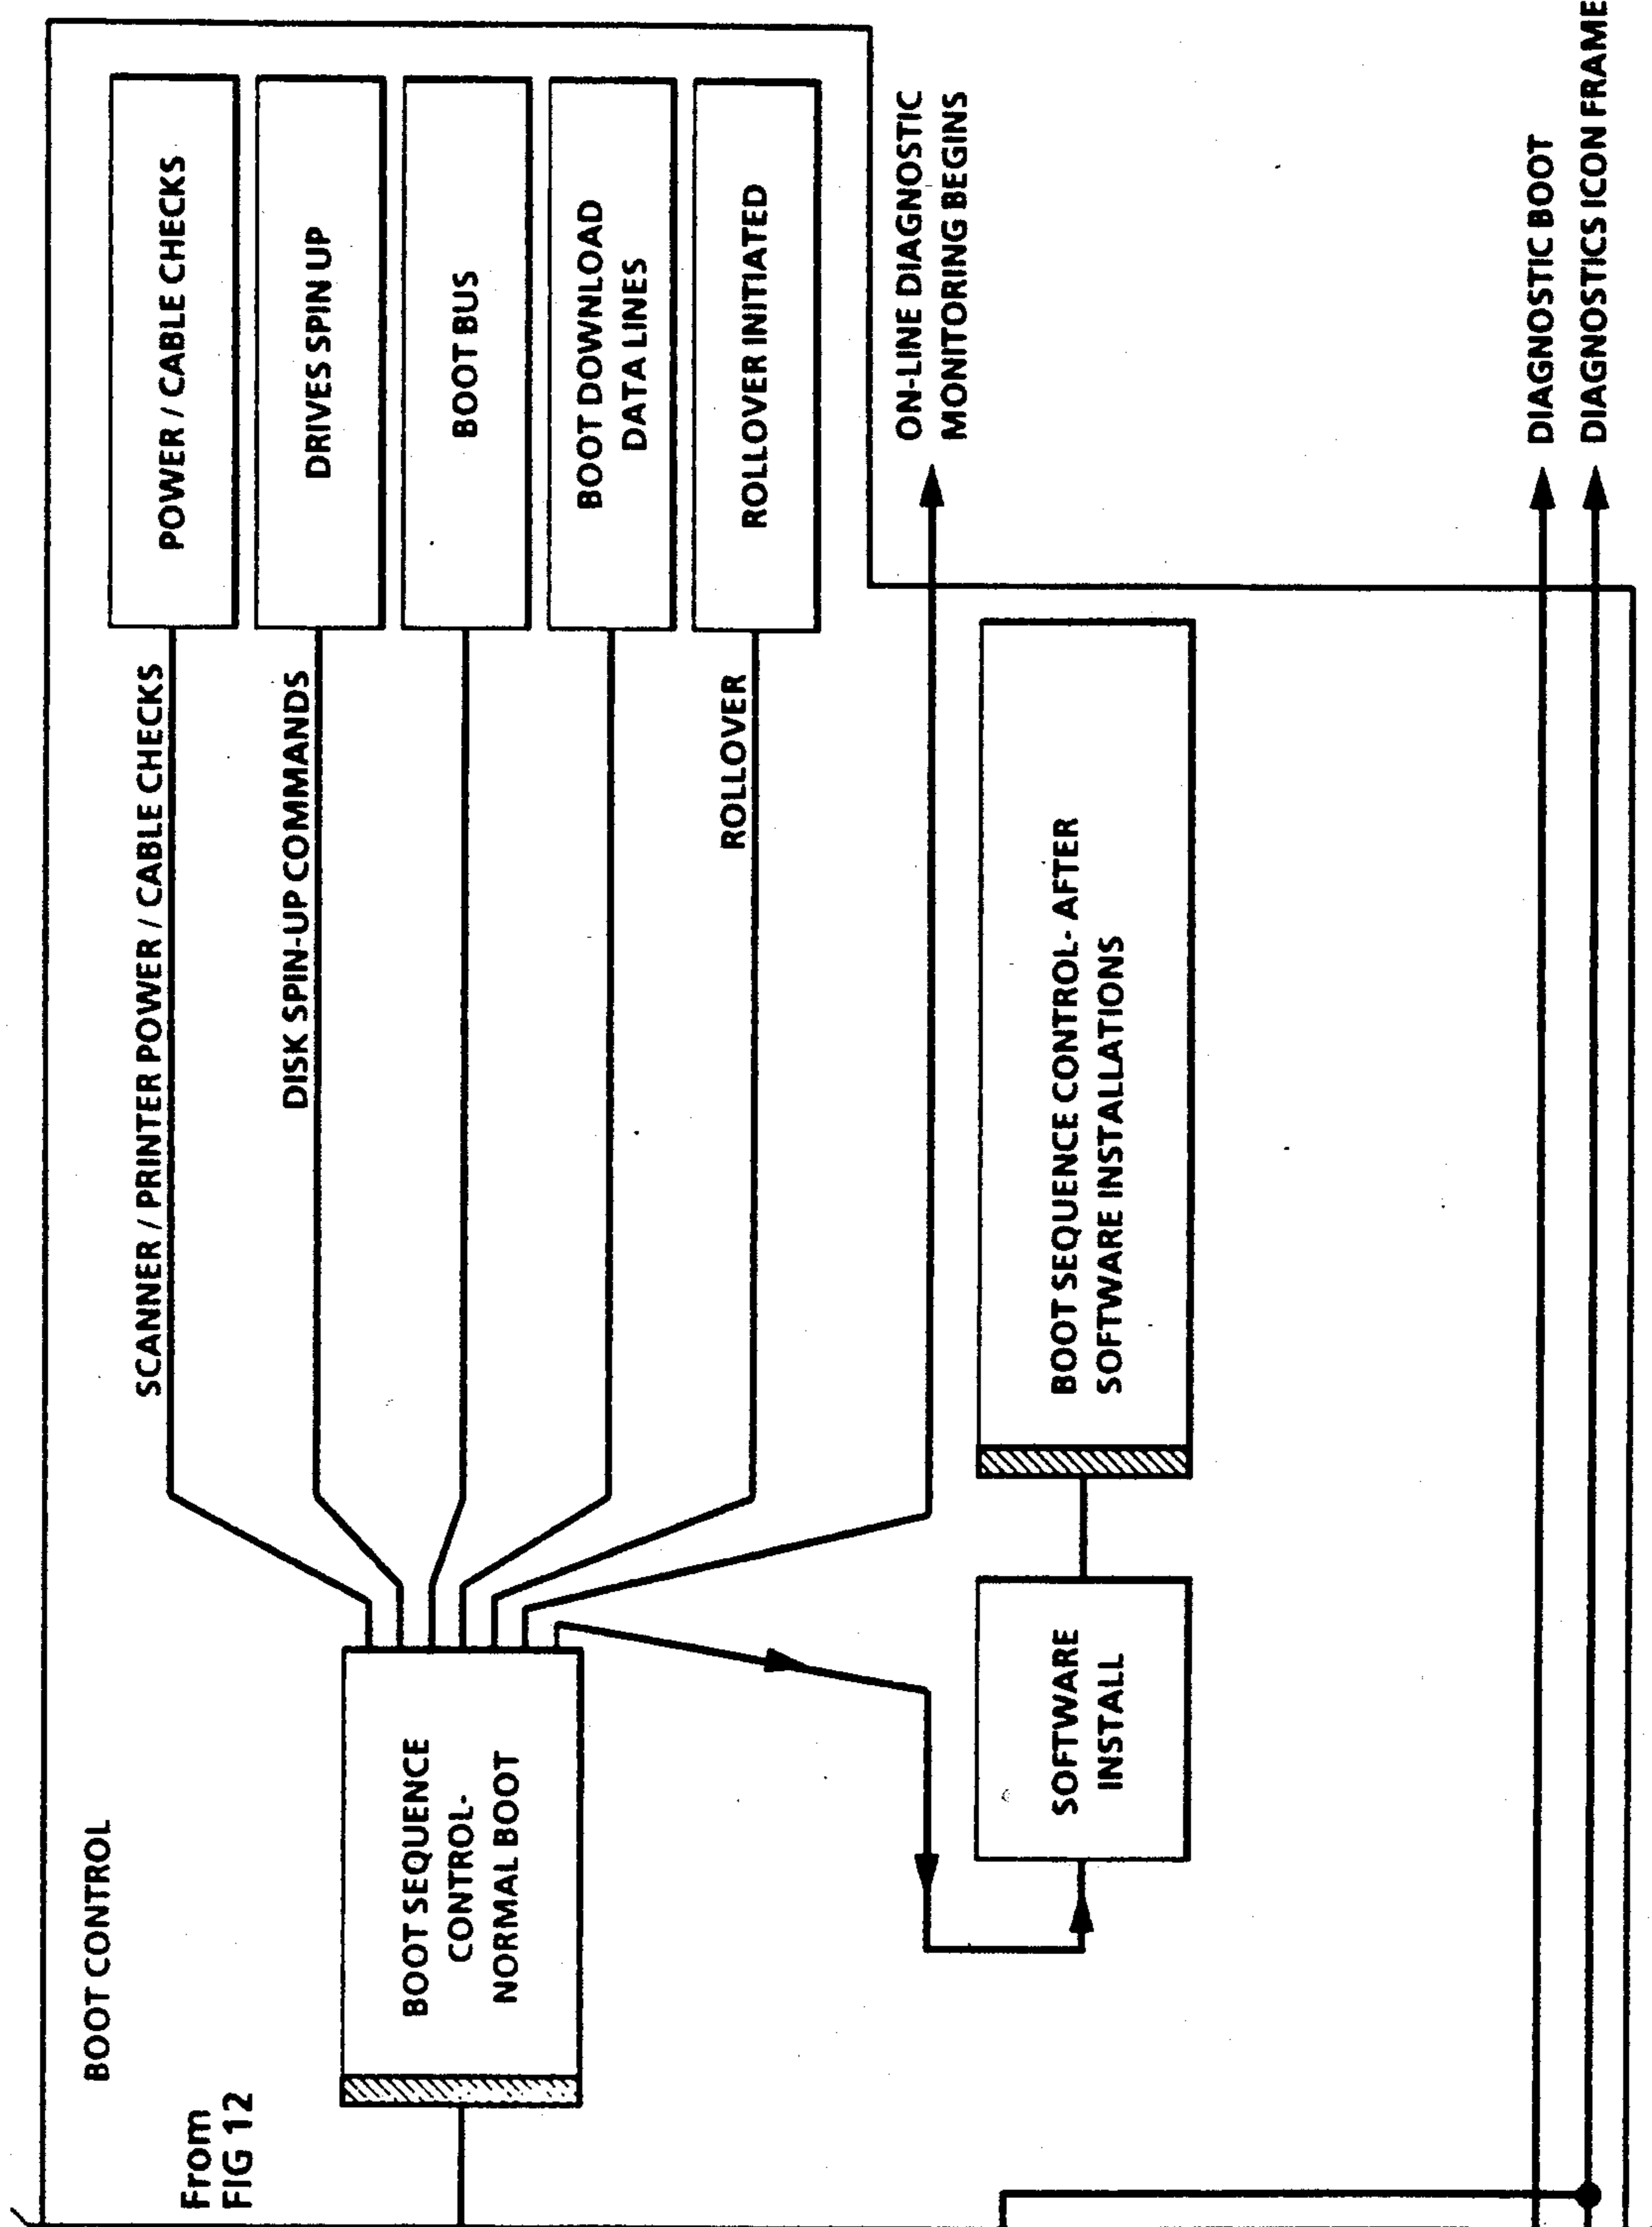 BOOT CONTROL
From
FIG 12
BOOT SEQUENCE
CONTROL-
NORMAL BOOT
SCANNER / PRINTER POWER / CABLE CHECKS
POWER / CABLE CHECKS
DISK SPIN-UP COMMANDS
DRIVES SPIN UP
BOOT BUS
BOOT DOWNLOAD
DATA LINES
ROLLOVER
ROLLOVER INITIATED
ON-LINE DIAGNOSTIC
MONITORING BEGINS
SOFTWARE
INSTALL
BOOT SEQUENCE CONTROL- AFTER
SOFTWARE INSTALLATIONS
DIAGNOSTIC BOOT
DIAGNOSTICS ICON FRAME